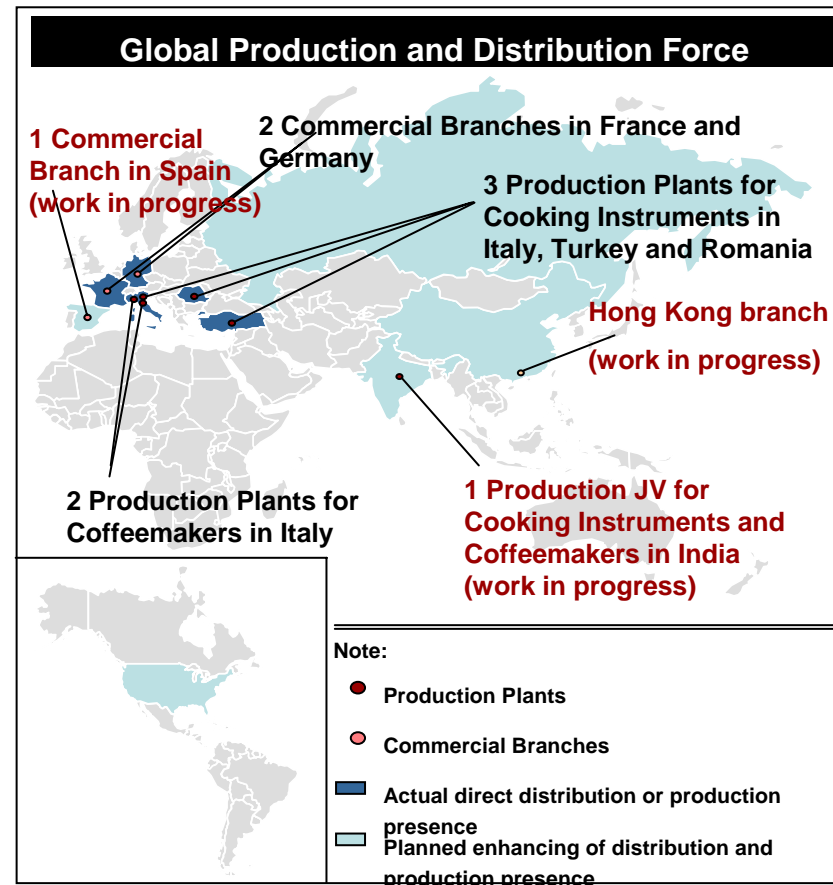 Global Production and Distribution Force
1 Commercial
Branch in Spain
(work in progress)
2 Commercial Branches in France and
Germany
3 Production Plants for
Cooking Instruments in
Italy, Turkey and Romania
Hong Kong branch
(work in progress)
2 Production Plants for
Coffeemakers in Italy
1 Production JV for
Cooking Instruments and
Coffeemakers in India
(work in progress)
Note:
Production Plants
Commercial Branches
Actual direct distribution or production
presence
Planned enhancing of distribution and
production presence